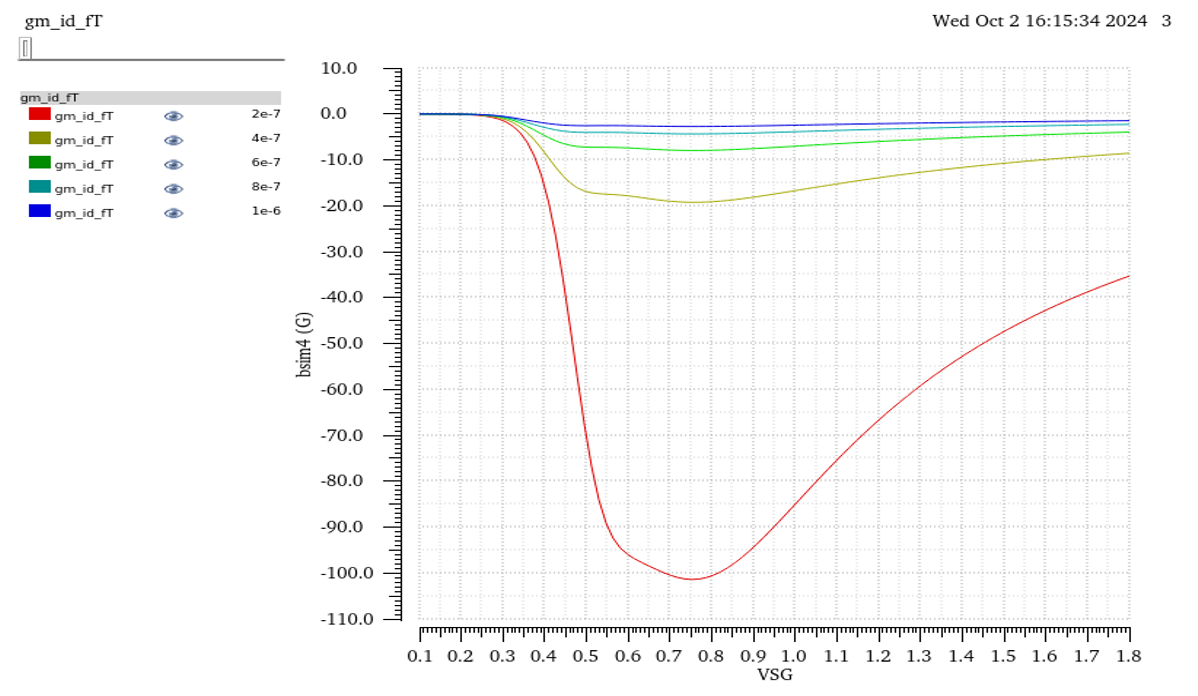 gm_id_fT
Wed Oct 2 16:15:34 2024 3
gm_id_fT
gm_id_fT 2e-7
gm_id_fT 4e-7
gm_id_fT 6e-7
gm_id_fT 8e-7
gm_id_fT 1e-6
10.0
0.0
-10.0
-20.0
-30.0
-40.0
-50.0
-60.0
-70.0
-80.0
-90.0
-100.0
-110.0
bsim4 (G)
0.1 0.2 0.3 0.4 0.5 0.6 0.7 0.8 0.9 1.0 1.1 1.2 1.3 1.4 1.5 1.6 1.7 1.8
VSG